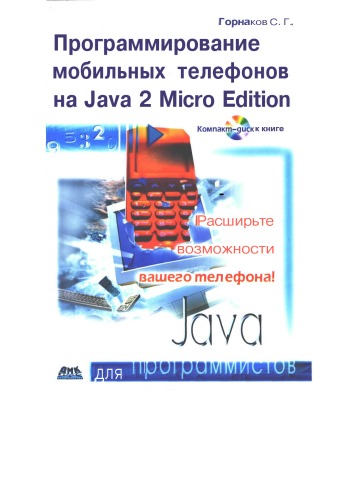 Горнаков С. Г.
Программирование
мобильных телефонов
на Java 2 Micro Edition
Компакт-диск к книге
Расширьте
возможности
вашего телефона!
Java
для программистов
ДМК